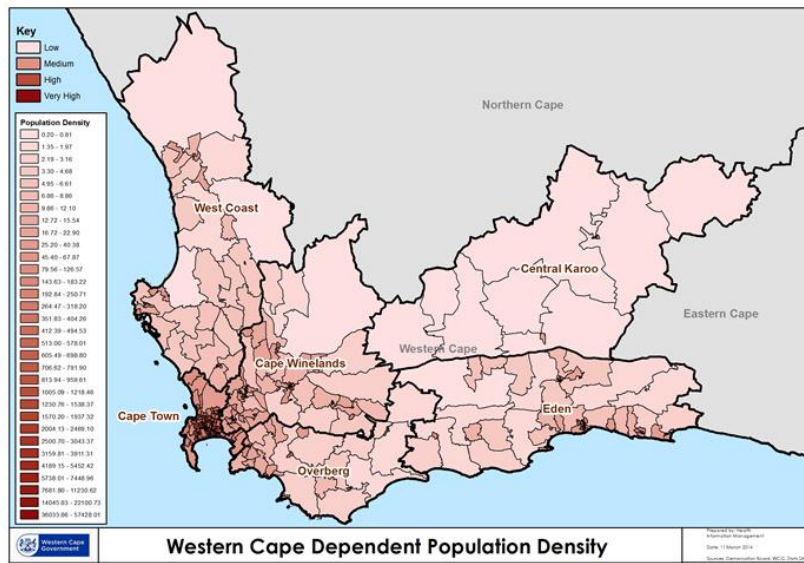 Key
Low
Medium
High
Very High
Population Density
0.20 - 0.81
1.35 - 1.97
2.19 - 3.16
3.30 - 4.68
4.95 - 6.61
6.86 - 8.86
9.86 - 12.10
12.72 - 15.54
16.72 - 22.90
25.20 - 40.38
45.40 - 67.87
79.56 - 126.57
143.63 - 183.22
192.84 - 250.71
264.47 - 318.20
351.83 - 404.26
412.39 - 494.53
513.00 - 578.01
605.49 - 698.80
706.62 - 791.90
813.94 - 959.61
1005.09 - 1218.46
1230.76 - 1538.37
1570.20 - 1937.32
2004.13 - 2469.10
2500.70 - 3043.37
3159.81 - 3911.31
4189.15 - 5452.42
5738.01 - 7448.96
7681.80 - 11230.62
14045.83 - 22100.73
36033.86 - 57428.01
Northern Cape
West Coast
Central Karoo
Eastern Cape
Western Cape
Cape Winelands
Cape Town
Eden
Overberg
Western Cape
Government
Western Cape Dependent Population Density
Prepared by: Health
Information Management
Date: 11 March 2014
Sources: Demarcation Board, WCG,